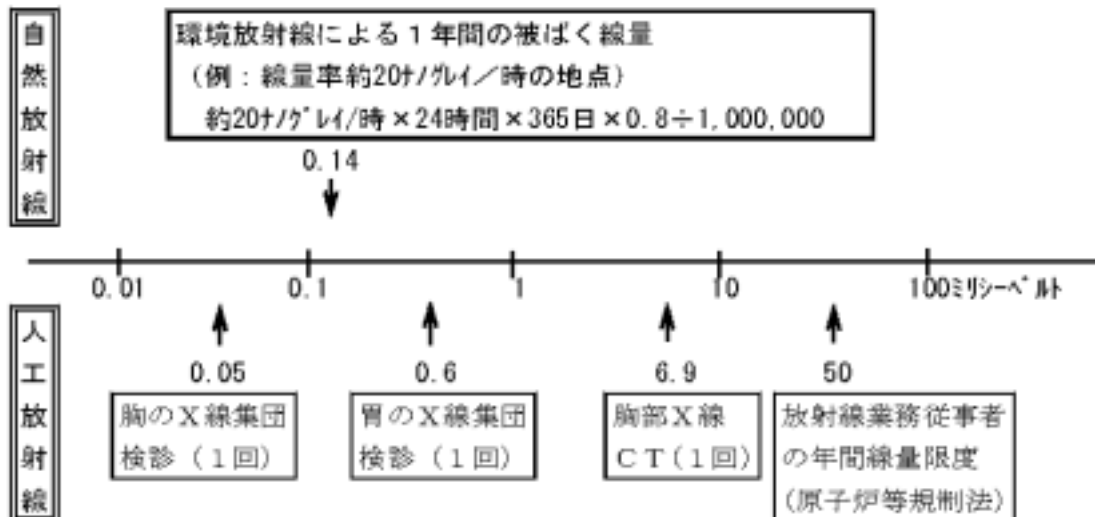 自然放射線
環境放射線による1年間の被ばく線量
(例:線量率約20ナノグレイ/時の地点)
約20ナノグレイ/時×24時間×365日×0.8÷1,000,000
0.14
0.01 0.1 1 10 100ミリシーベルト
人工放射線
0.05
胸のX線集団
検診(1回)
0.6
胃のX線集団
検診(1回)
6.9
胸部X線
CT(1回)
50
放射線業務従事者
の年間線量限度
(原子炉等規制法)